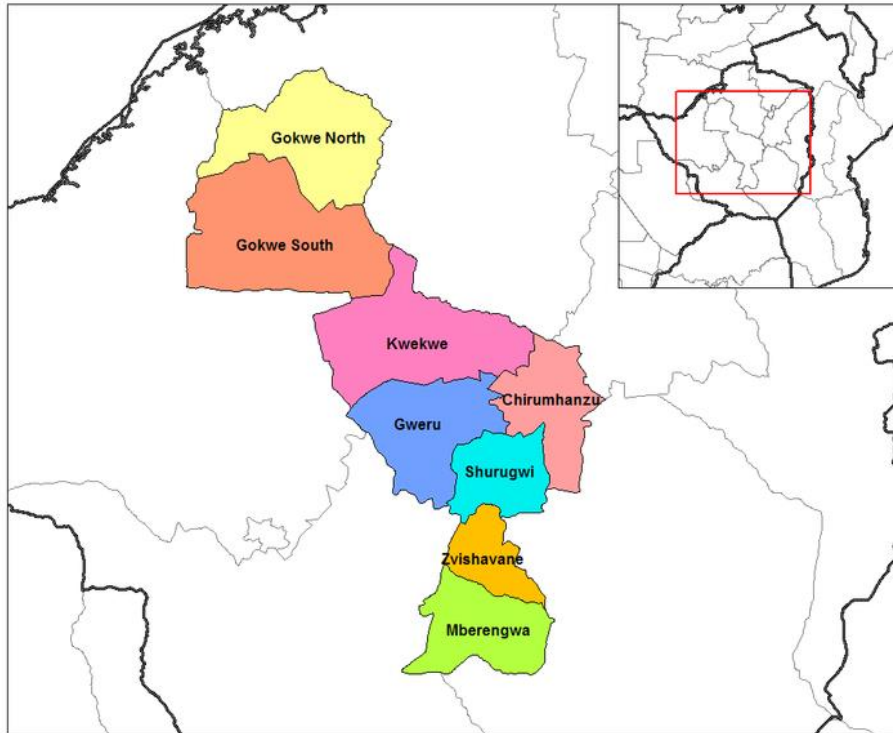 Gokwe North
Gokwe South
Kwekwe
Chirumhanzu
Gweru
Shurugwi
Zvishavane
Mberengwa